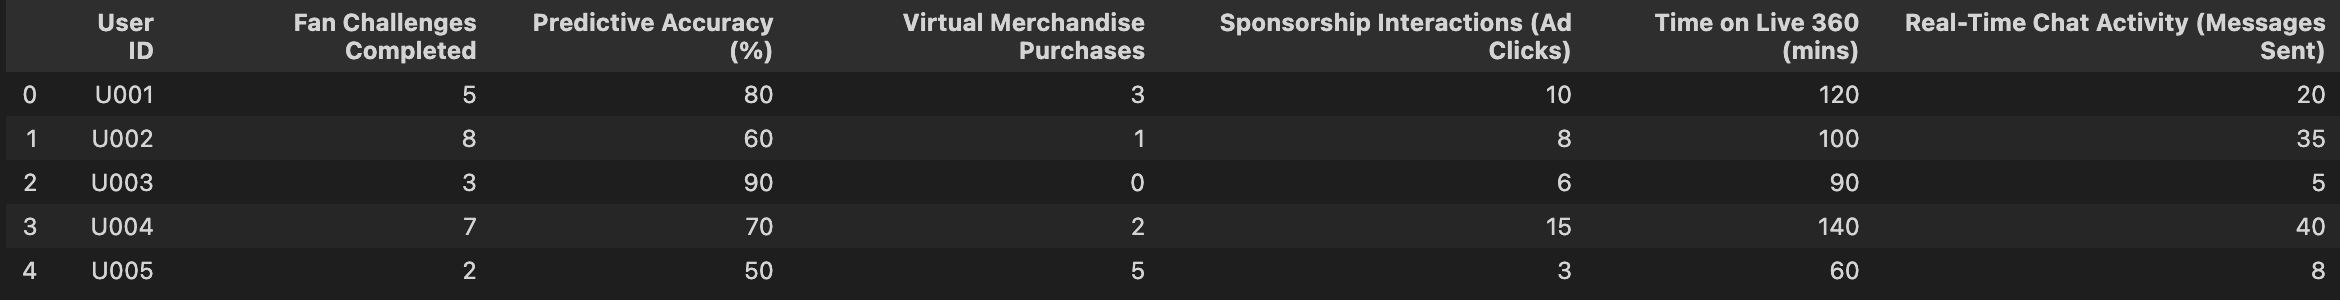 User ID Fan Challenges Completed Predictive Accuracy (%) Virtual Merchandise Purchases Sponsorship Interactions (Ad Clicks) Time on Live 360 (mins) Real-Time Chat Activity (Messages Sent)
0 U001 5 80 3 10 120 20
1 U002 8 60 1 8 100 35
2 U003 3 90 0 6 90 5
3 U004 7 70 2 15 140 40
4 U005 2 50 5 3 60 8